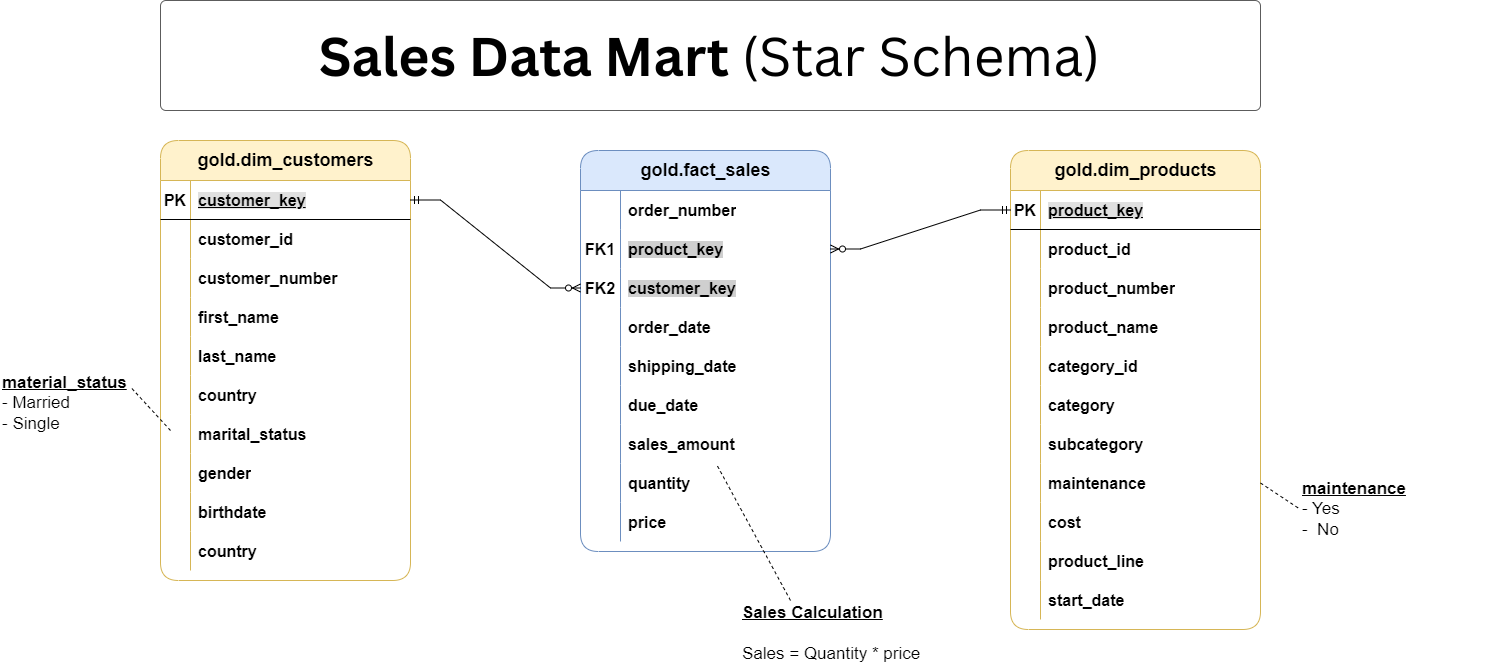 Sales Data Mart (Star Schema)
gold.dim_customers
PK customer_key
customer_id
customer_number
first_name
last_name
country
marital_status
gender
birthdate
country
material_status
- Married
- Single
gold.fact_sales
order_number
FK1 product_key
FK2 customer_key
order_date
shipping_date
due_date
sales_amount
quantity
price
Sales Calculation
Sales = Quantity * price
gold.dim_products
PK product_key
product_id
product_number
product_name
category_id
category
subcategory
maintenance
cost
product_line
start_date
maintenance
- Yes
- No